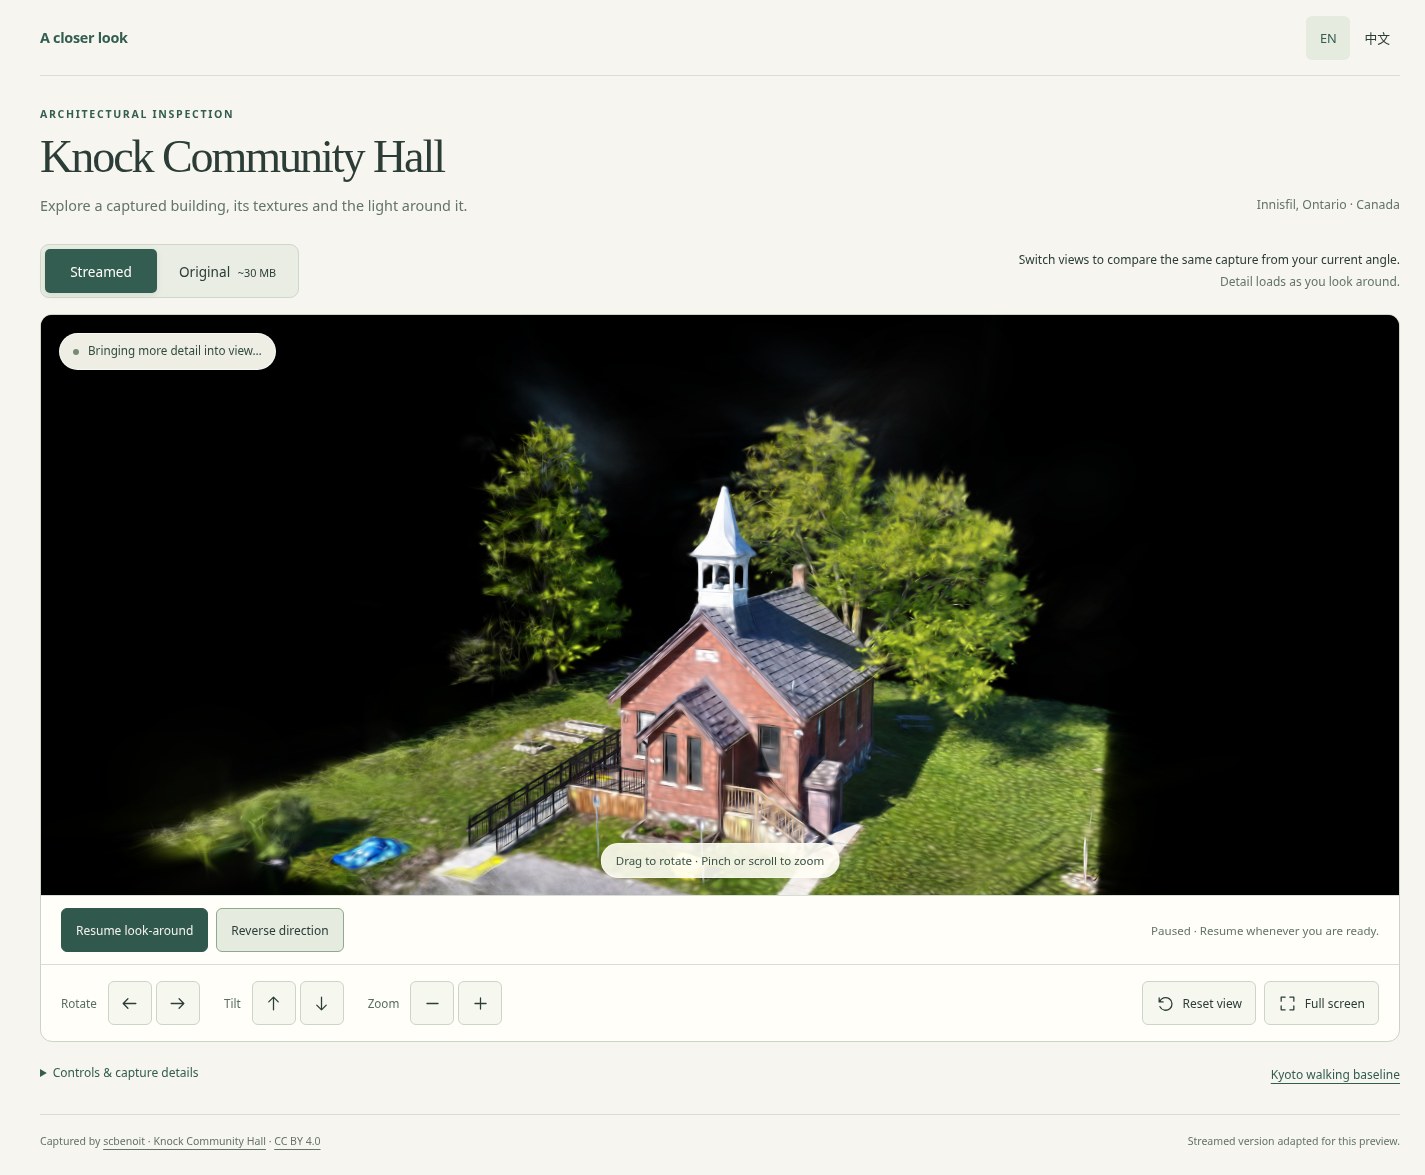 A closer look
EN
中文
ARCHITECTURAL INSPECTION
Knock Community Hall
Explore a captured building, its textures and the light around it.
Innisfil, Ontario · Canada
Streamed
Original ~30 MB
Switch views to compare the same capture from your current angle.
Detail loads as you look around.
Bringing more detail into view…
Drag to rotate · Pinch or scroll to zoom
Resume look-around
Reverse direction
Paused · Resume whenever you are ready.
Rotate
Tilt
Zoom
Reset view
Full screen
Controls & capture details
Kyoto walking baseline
Captured by scbenoit · Knock Community Hall · CC BY 4.0
Streamed version adapted for this preview.